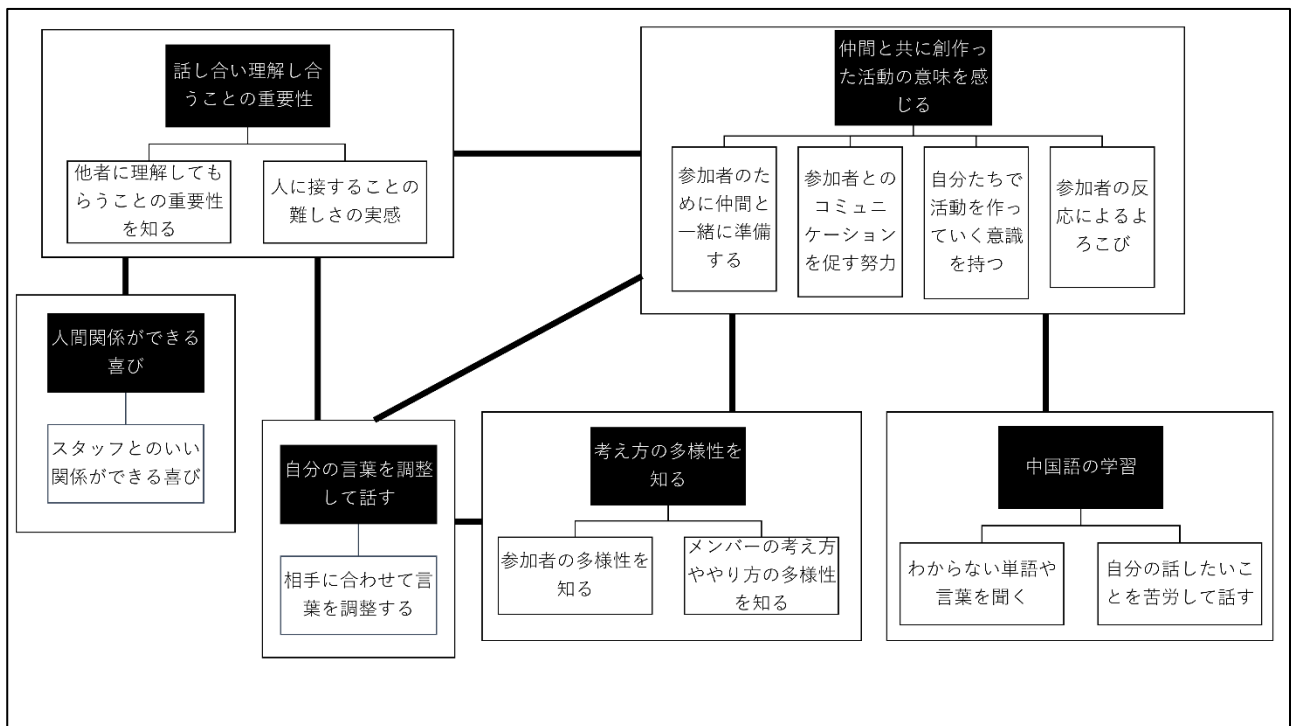 話し合い理解し合
うことの重要性
他者に理解しても
らうことの重要性
を知る
人に接することの
難しさの実感
仲間と共に創作っ
た活動の意味を感
じる
参加者のた
めに仲間と
一緒に準備
する
参加者との
コミュニ
ケーション
を促す努力
自分たちで
活動を作っ
ていく意識
を持つ
参加者の反
応によるよ
ろこび
人間関係ができる
喜び
スタッフとのいい
関係ができる喜び
自分の言葉を調整
して話す
相手に合わせて言
葉を調整する
考え方の多様性を
知る
参加者の多様性を
知る
メンバーの考え方
ややり方の多様性
を知る
中国語の学習
わからない単語や
言葉を聞く
自分の話したいこ
とを苦労して話す